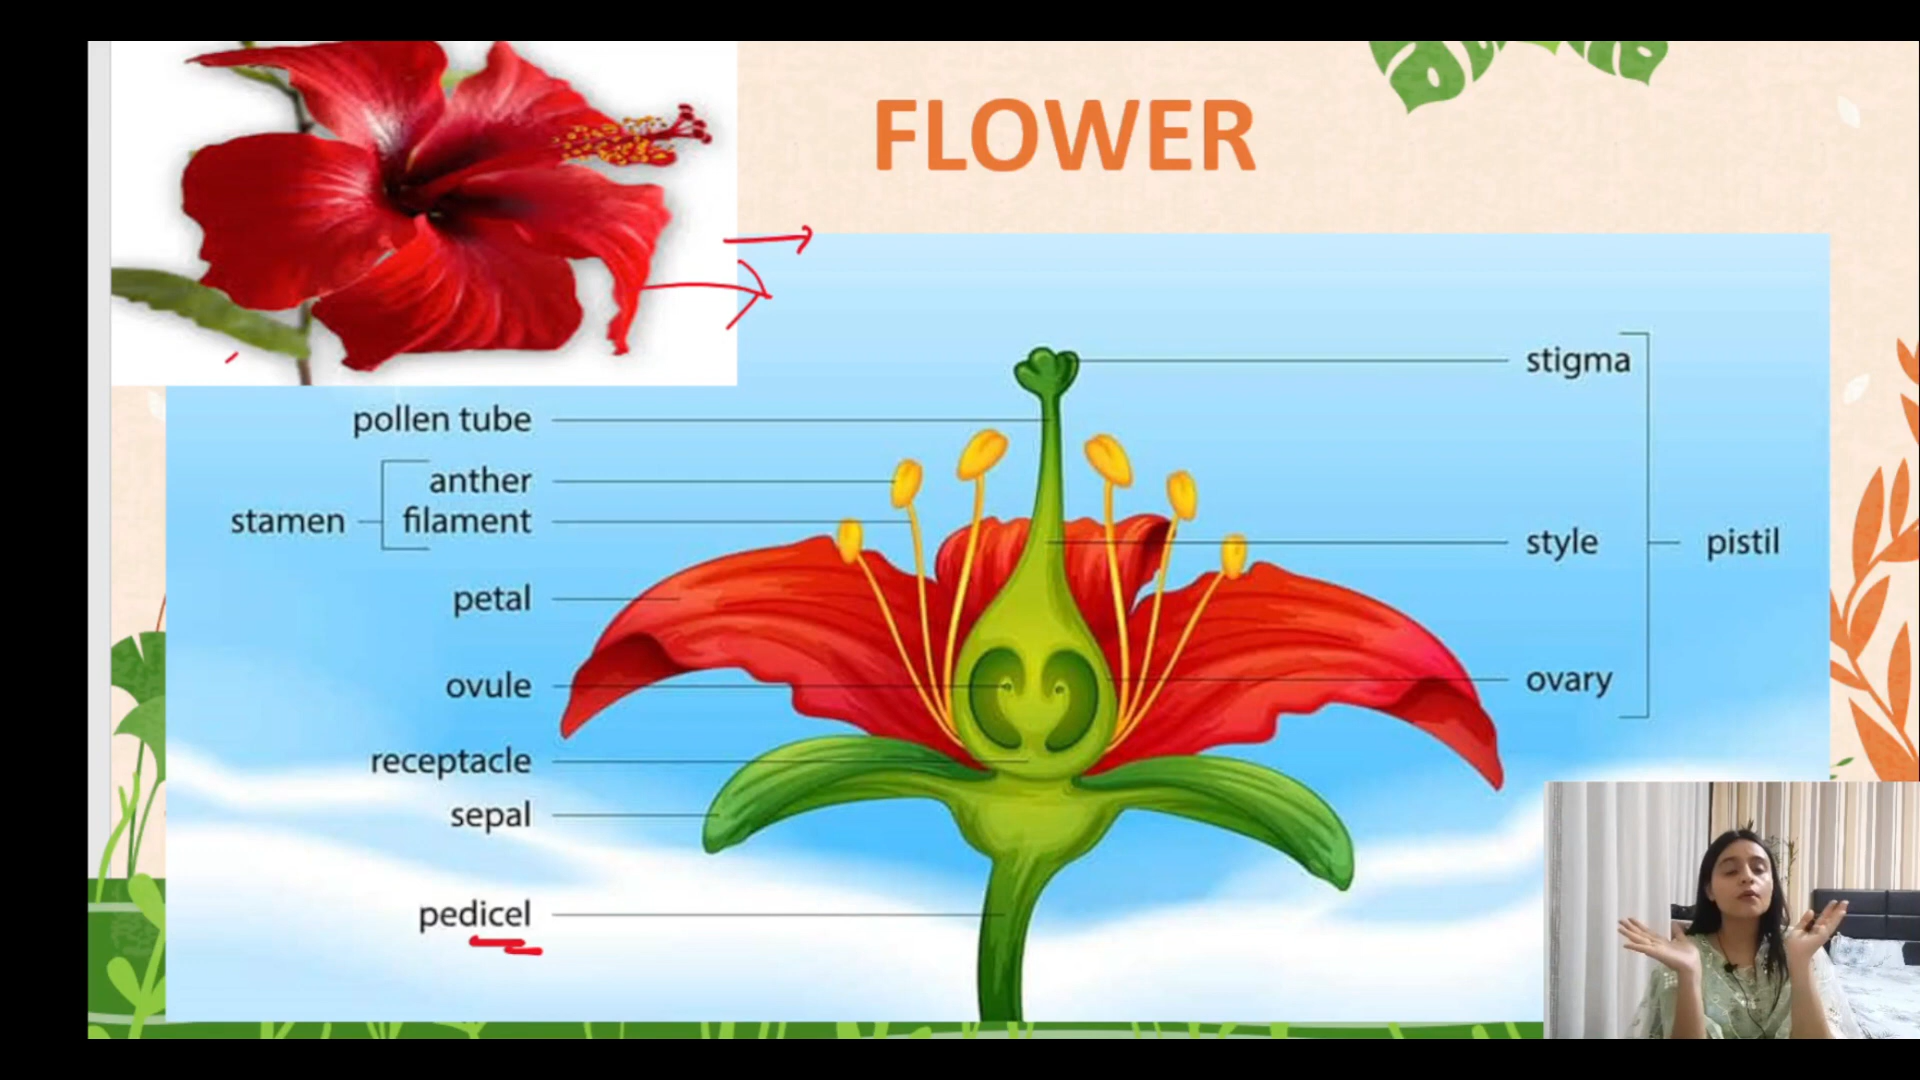 FLOWER
stigma
pollen tube
anther
stamen
filament
style
pistil
petal
ovule
ovary
receptacle
sepal
pedicel